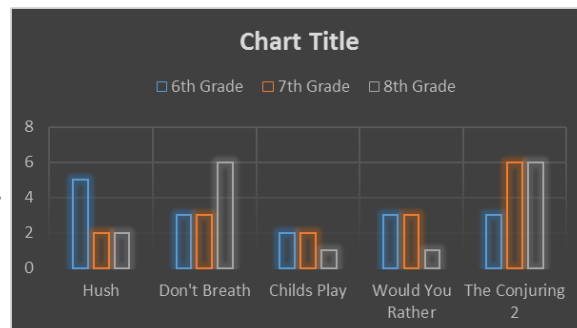 Chart Title
6th Grade 7th Grade 8th Grade
8
6
4
2
0
Hush Don't Breath Childs Play Would You Rather The Conjuring 2